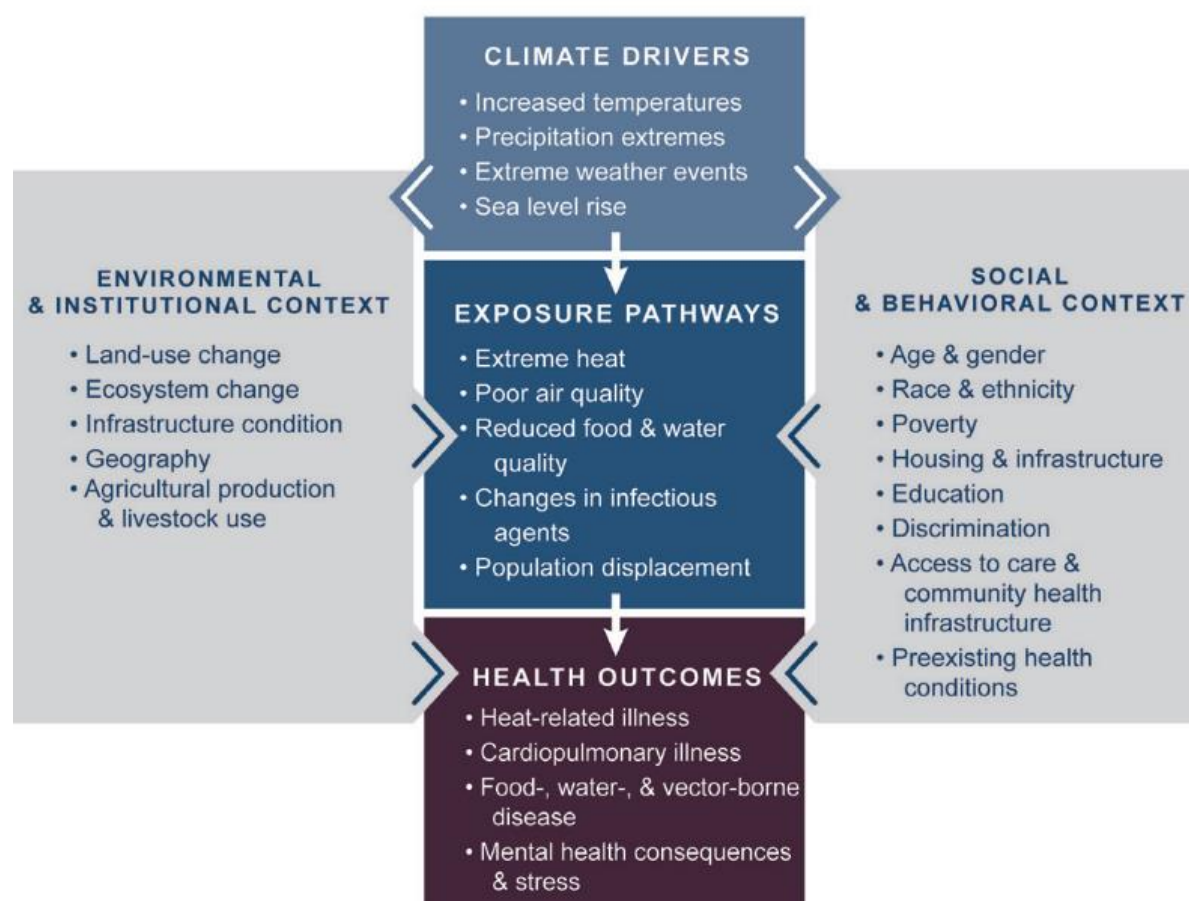 CLIMATE DRIVERS
• Increased temperatures
• Precipitation extremes
• Extreme weather events
• Sea level rise
ENVIRONMENTAL
& INSTITUTIONAL CONTEXT
• Land-use change
• Ecosystem change
• Infrastructure condition
• Geography
• Agricultural production
& livestock use
EXPOSURE PATHWAYS
• Extreme heat
• Poor air quality
• Reduced food & water
quality
• Changes in infectious
agents
• Population displacement
SOCIAL
& BEHAVIORAL CONTEXT
• Age & gender
• Race & ethnicity
• Poverty
• Housing & infrastructure
• Education
• Discrimination
• Access to care &
community health
infrastructure
• Preexisting health
conditions
HEALTH OUTCOMES
• Heat-related illness
• Cardiopulmonary illness
• Food-, water-, & vector-borne
disease
• Mental health consequences
& stress